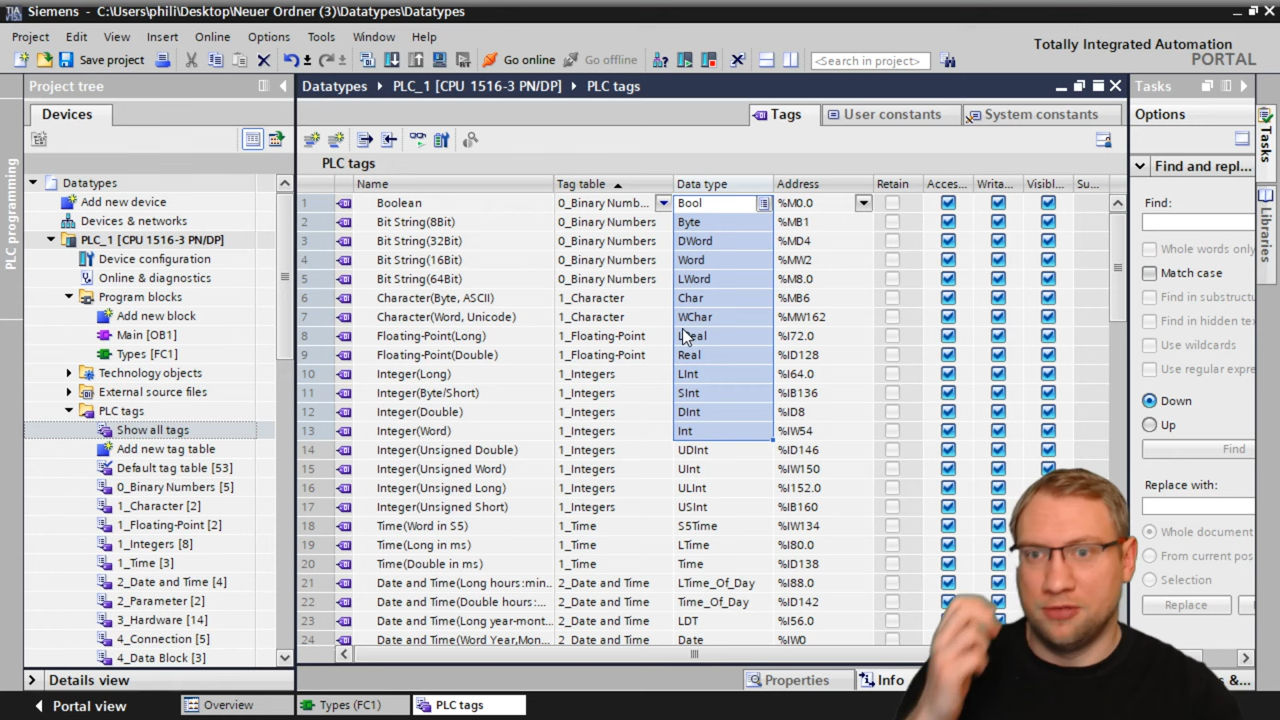 Siemens - C:\Users\phili\Desktop\Neuer Ordner (3)\Datatypes\Datatypes
Project Edit View Insert Online Options Tools Window Help
Totally Integrated Automation
PORTAL
Save project Go online Go offline <Search in project>
Project tree
Datatypes PLC_1 [CPU 1516-3 PN/DP] PLC tags
Tasks
Devices
Tags User constants System constants
Options
PLC tags
Find and repl...
Name Tag table Data type Address Retain Acces... Writa... Visibl... Su...
1 Boolean 0_Binary Numb... Bool %M0.0
2 Bit String(8Bit) 0_Binary Numbers Byte %MB1
3 Bit String(32Bit) 0_Binary Numbers DWord %MD4
4 Bit String(16Bit) 0_Binary Numbers Word %MW2
5 Bit String(64Bit) 0_Binary Numbers LWord %M8.0
6 Character(Byte, ASCII) 1_Character Char %MB6
7 Character(Word, Unicode) 1_Character WChar %MW162
8 Floating-Point(Long) 1_Floating-Point %I72.0
9 Floating-Point(Double) 1_Floating-Point Real %ID128
10 Integer(Long) 1_Integers LInt %I64.0
11 Integer(Byte/Short) 1_Integers SInt %IB136
12 Integer(Double) 1_Integers DInt %ID8
13 Integer(Word) 1_Integers Int %IW54
14 Integer(Unsigned Double) 1_Integers UDInt %ID146
15 Integer(Unsigned Word) 1_Integers UInt %IW150
16 Integer(Unsigned Long) 1_Integers ULInt %I152.0
17 Integer(Unsigned Short) 1_Integers USInt %IB160
18 Time(Word in S5) 1_Time S5Time %IW134
19 Time(Long in ms) 1_Time LTime %I80.0
20 Time(Double in ms) 1_Time Time %ID138
21 Date and Time(Long hours:min... 2_Date and Time LTime_Of_Day %I88.0
22 Date and Time(Double hours:... 2_Date and Time Time_Of_Day %ID142
23 Date and Time(Long year-mont... 2_Date and Time LDT %I56.0
24 Date and Time(Word Year,Mon... 2_Date and Time Date %IW0
Datatypes
Add new device
Devices & networks
PLC_1 [CPU 1516-3 PN/DP]
Device configuration
Online & diagnostics
Program blocks
Add new block
Main [OB1]
Types [FC1]
Technology objects
External source files
PLC tags
Show all tags
Add new tag table
Default tag table [53]
0_Binary Numbers [5]
1_Character [2]
1_Floating-Point [2]
1_Integers [8]
1_Time [3]
2_Date and Time [4]
2_Parameter [2]
3_Hardware [14]
4_Connection [5]
4_Data Block [3]
Find:
Whole words only
Match case
Find in substructu
Find in hidden te
Use wildcards
Use regular expre
Down
Up
Find
Replace with:
Whole document
From current pos
Selection
Replace
PLC programming
Tasks
Libraries
Details view
Properties Info
Portal view Overview Types (FC1) PLC tags